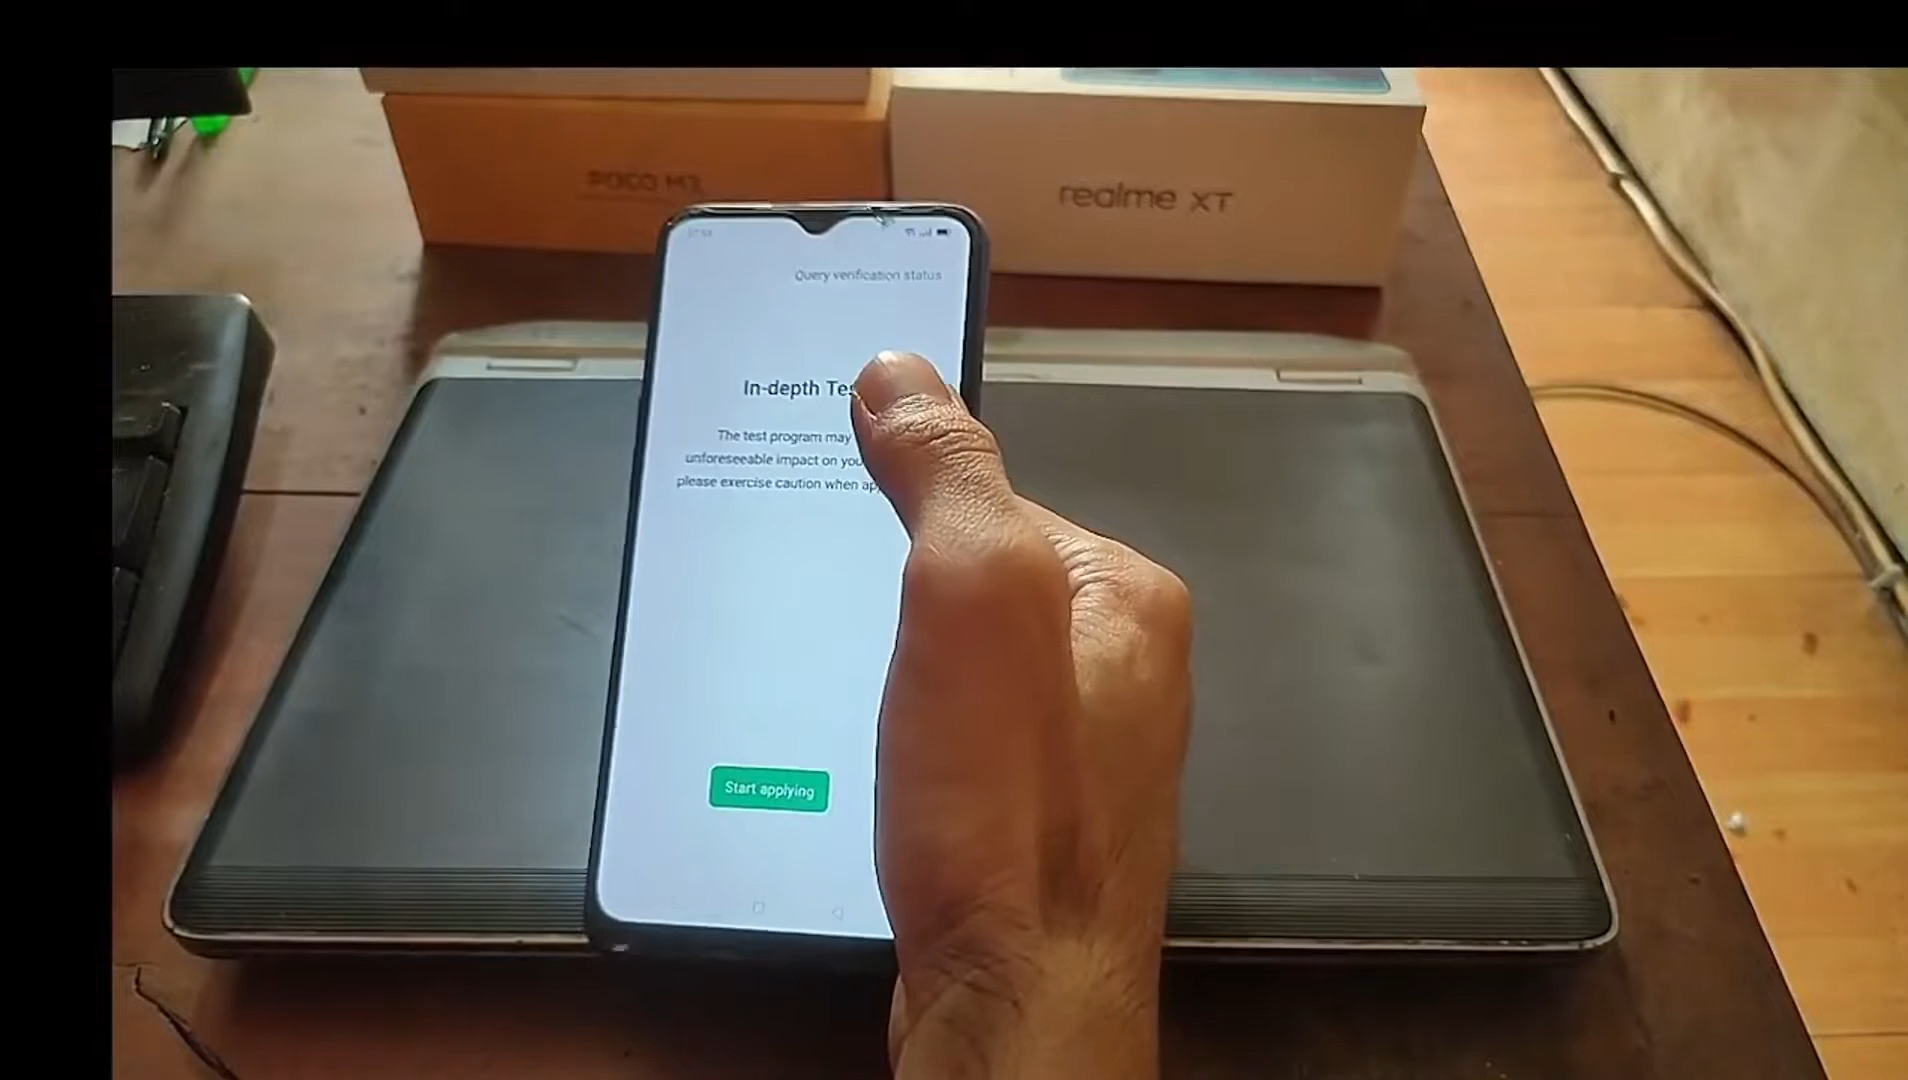 POCO M3
realme XT
Query verification status
In-depth Tes
The test program may
unforeseeable impact on you
please exercise caution when ap
Start applying